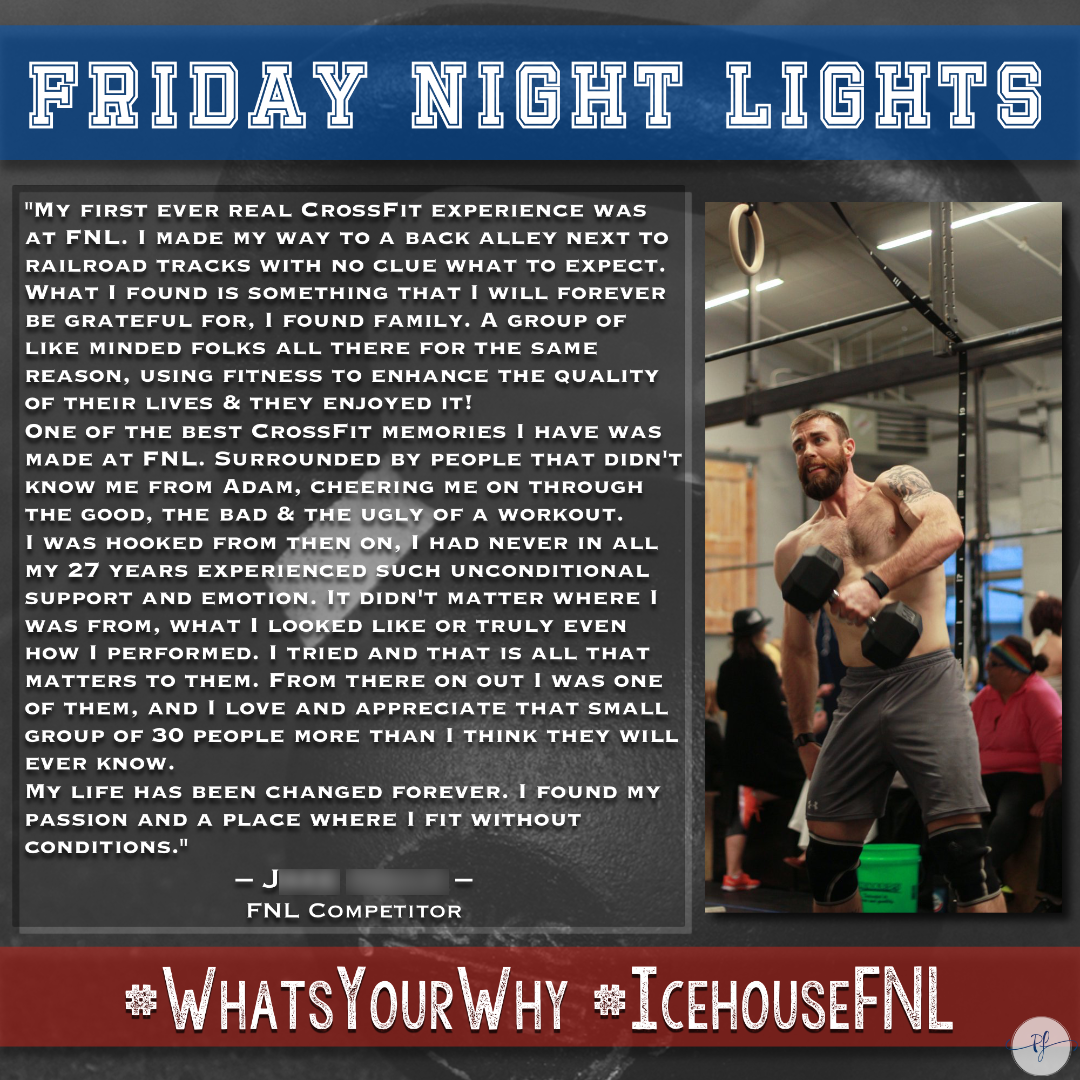 FRIDAY NIGHT LIGHTS
"My first ever real CrossFit experience was
at FNL. I made my way to a back alley next to
railroad tracks with no clue what to expect.
What I found is something that I will forever
be grateful for, I found family. A group of
like minded folks all there for the same
reason, using fitness to enhance the quality
of their lives & they enjoyed it!
One of the best CrossFit memories I have was
made at FNL. Surrounded by people that didn't
know me from Adam, cheering me on through
the good, the bad & the ugly of a workout.
I was hooked from then on, I had never in all
my 27 years experienced such unconditional
support and emotion. It didn't matter where I
was from, what I looked like or truly even
how I performed. I tried and that is all that
matters to them. From there on out I was one
of them, and I love and appreciate that small
group of 30 people more than I think they will
ever know.
My life has been changed forever. I found my
passion and a place where I fit without
conditions."
– J –
FNL Competitor
#WhatsYourWhy #IcehouseFNL
Pf